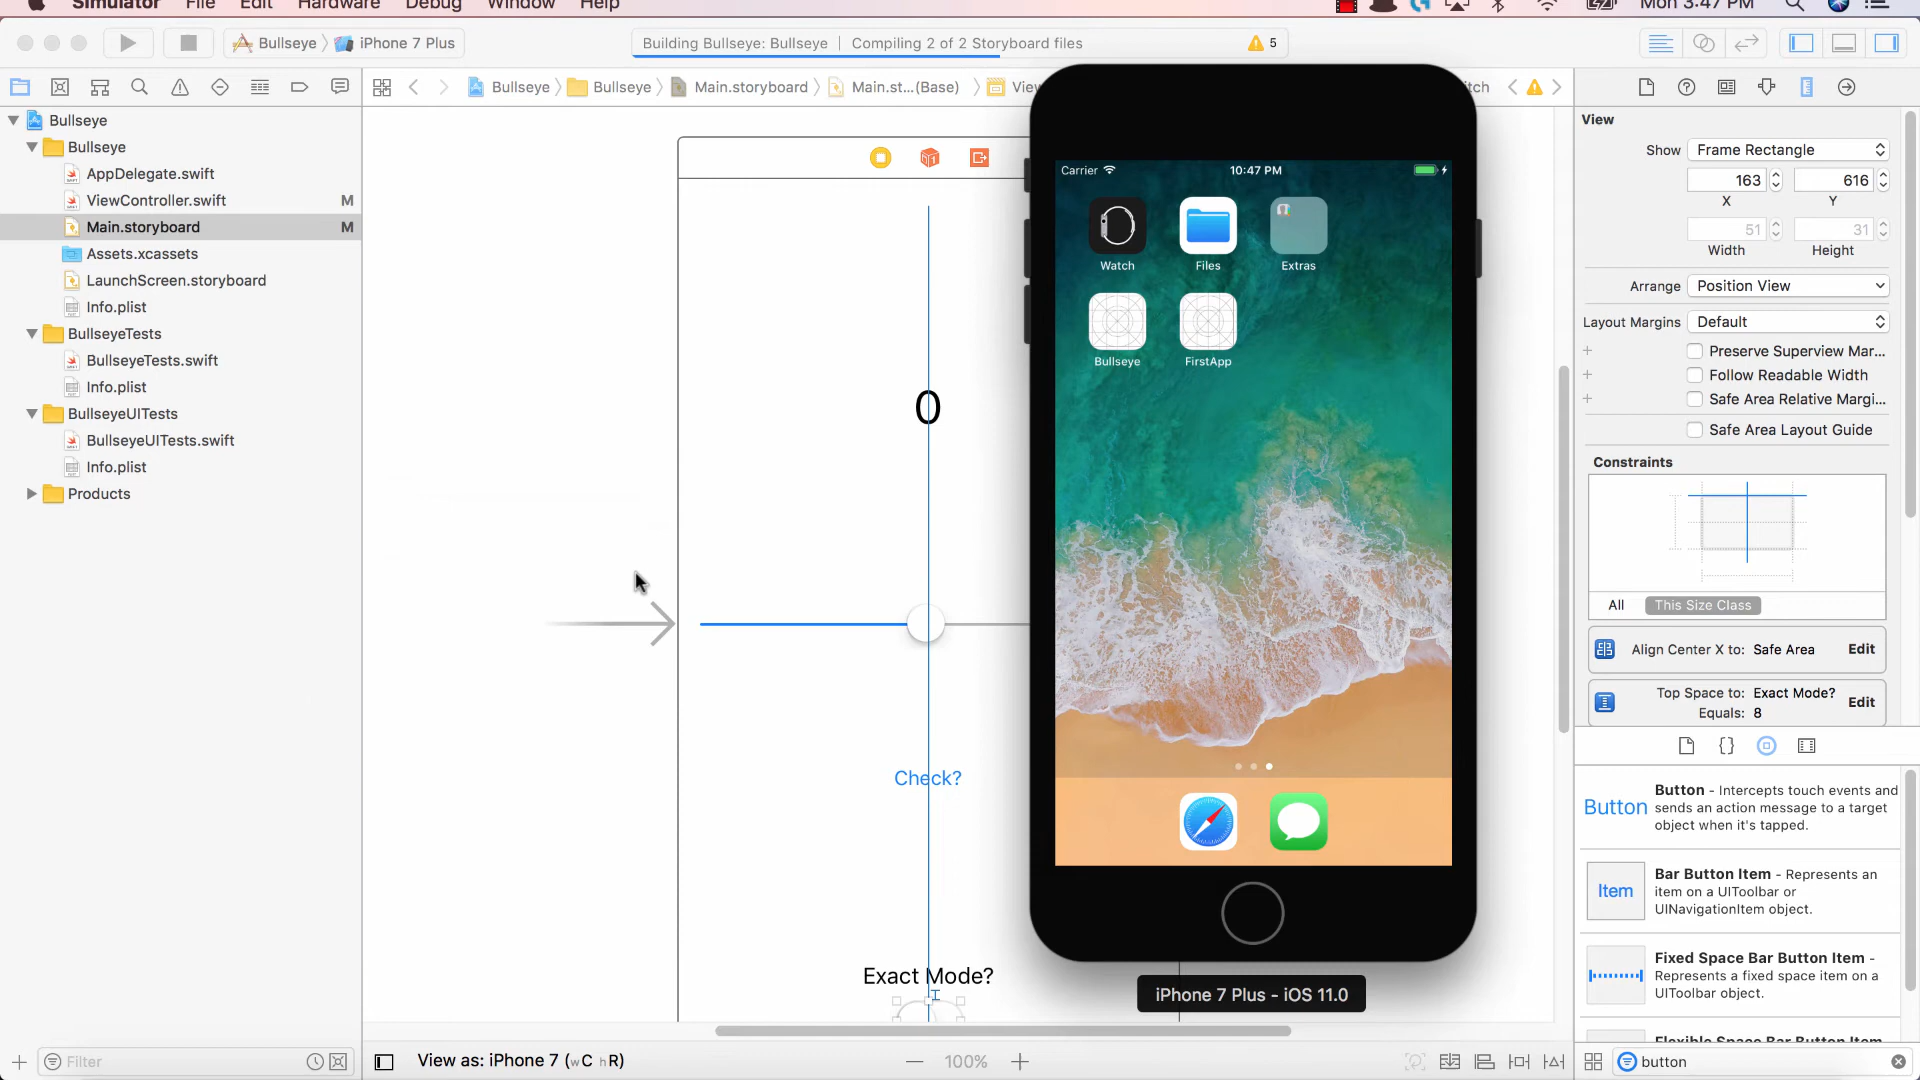 Simulator File Edit Hardware Debug Window Help Mon 3:47 PM
Bullseye iPhone 7 Plus Building Bullseye: Bullseye | Compiling 2 of 2 Storyboard files 5
Bullseye Bullseye Main.storyboard Main.st...(Base) View tch
Bullseye
Bullseye
AppDelegate.swift
ViewController.swift M
Main.storyboard M
Assets.xcassets
LaunchScreen.storyboard
Info.plist
BullseyeTests
BullseyeTests.swift
Info.plist
BullseyeUITests
BullseyeUITests.swift
Info.plist
Products
Filter
0
Check?
Exact Mode?
View as: iPhone 7 (wC hR)
100%
Carrier 10:47 PM
Watch Files Extras
Bullseye FirstApp
iPhone 7 Plus - iOS 11.0
View
Show Frame Rectangle
163 616
X Y
51 31
Width Height
Arrange Position View
Layout Margins Default
Preserve Superview Mar...
Follow Readable Width
Safe Area Relative Margi...
Safe Area Layout Guide
Constraints
All This Size Class
Align Center X to: Safe Area Edit
Top Space to: Exact Mode? Edit
Equals: 8
Button Button - Intercepts touch events and
sends an action message to a target
object when it's tapped.
Item Bar Button Item - Represents an
item on a UIToolbar or
UINavigationItem object.
Fixed Space Bar Button Item -
Represents a fixed space item on a
UIToolbar object.
Flexible Space Bar Button Item
button